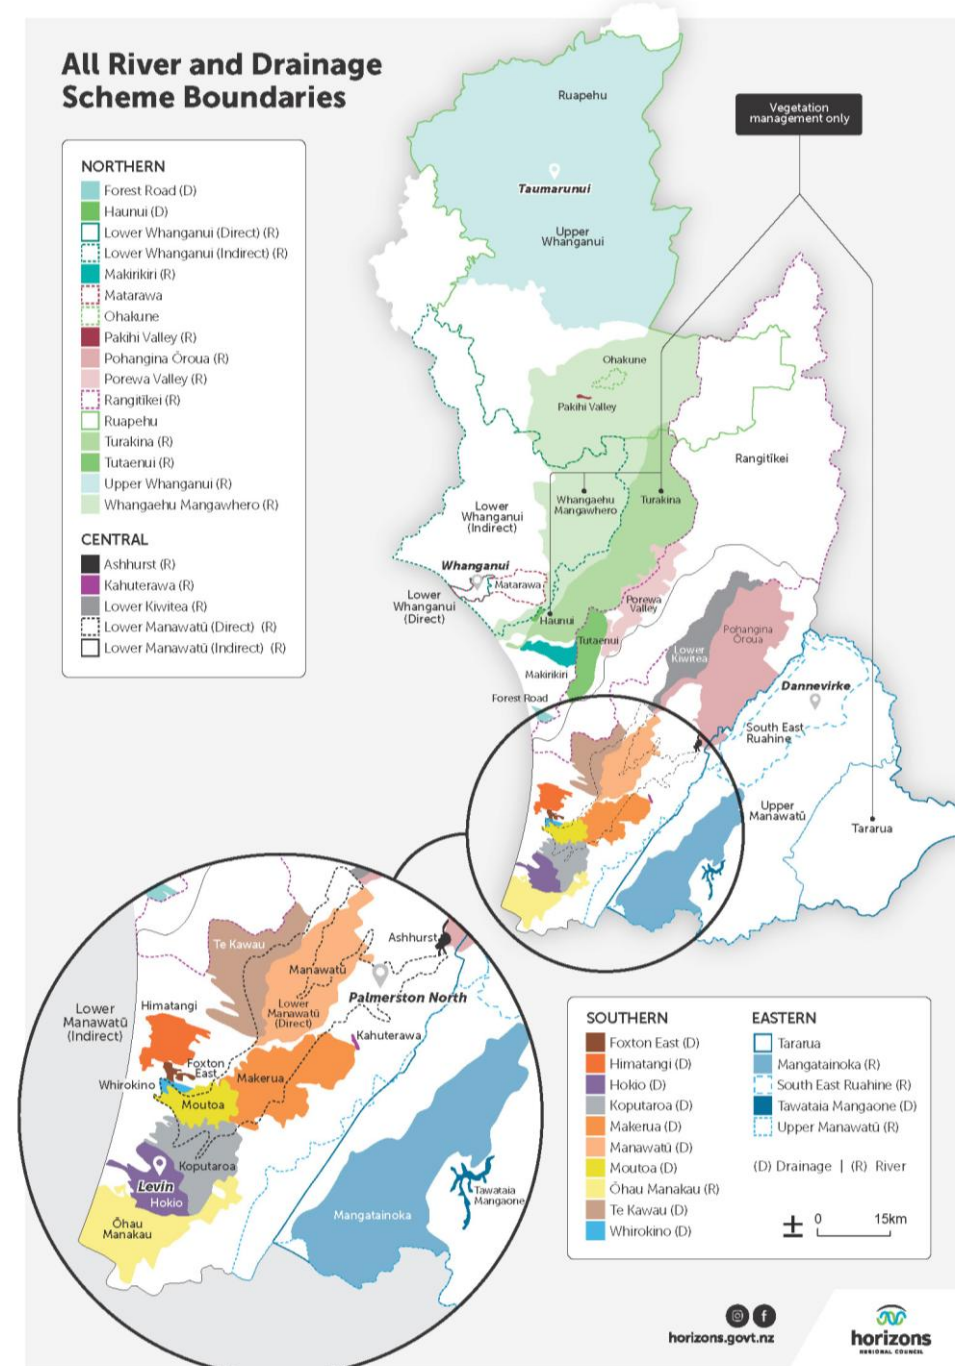 All River and Drainage
Scheme Boundaries
NORTHERN
Forest Road (D)
Haunui (D)
Lower Whanganui (Direct) (R)
Lower Whanganui (Indirect) (R)
Makirikiri (R)
Matarawa
Ohakune
Pakihi Valley (R)
Pohangina Ōroua (R)
Porewa Valley (R)
Rangitīkei (R)
Ruapehu
Turakina (R)
Tutaenui (R)
Upper Whanganui (R)
Whangaehu Mangawhero (R)
CENTRAL
Ashhurst (R)
Kahuterawa (R)
Lower Kiwitea (R)
Lower Manawatū (Direct) (R)
Lower Manawatū (Indirect) (R)
Vegetation
management only
Ruapehu
Taumarunui
Upper
Whanganui
Ohakune
Pakihi Valley
Rangitīkei
Whangaehu
Mangawhero
Turakina
Lower
Whanganui
(Indirect)
Whanganui
Matarawa
Lower
Whanganui
(Direct)
Haunui
Porewa
Valley
Tutaenui
Makirikiri
Forest Road
Lower
Kiwitea
Pohangina
Ōroua
Dannevirke
South East
Ruahine
Upper
Manawatū
Tararua
Te Kawau
Ashhurst
Manawatū
Lower
Manawatū
(Direct)
Palmerston North
Lower
Manawatū
(Indirect)
Himatangi
Kahuterawa
Foxton
East
Whirokino
Makerua
Moutoa
Koputaroa
Levin
Hokio
Ōhau
Manakau
Mangatainoka
Tawataia
Mangaone
SOUTHERN
Foxton East (D)
Himatangi (D)
Hokio (D)
Koputaroa (D)
Makerua (D)
Manawatū (D)
Moutoa (D)
Ōhau Manakau (R)
Te Kawau (D)
Whirokino (D)
EASTERN
Tararua
Mangatainoka (R)
South East Ruahine (R)
Tawataia Mangaone (D)
Upper Manawatū (R)
(D) Drainage | (R) River
0 15km
horizons.govt.nz
horizons
REGIONAL COUNCIL